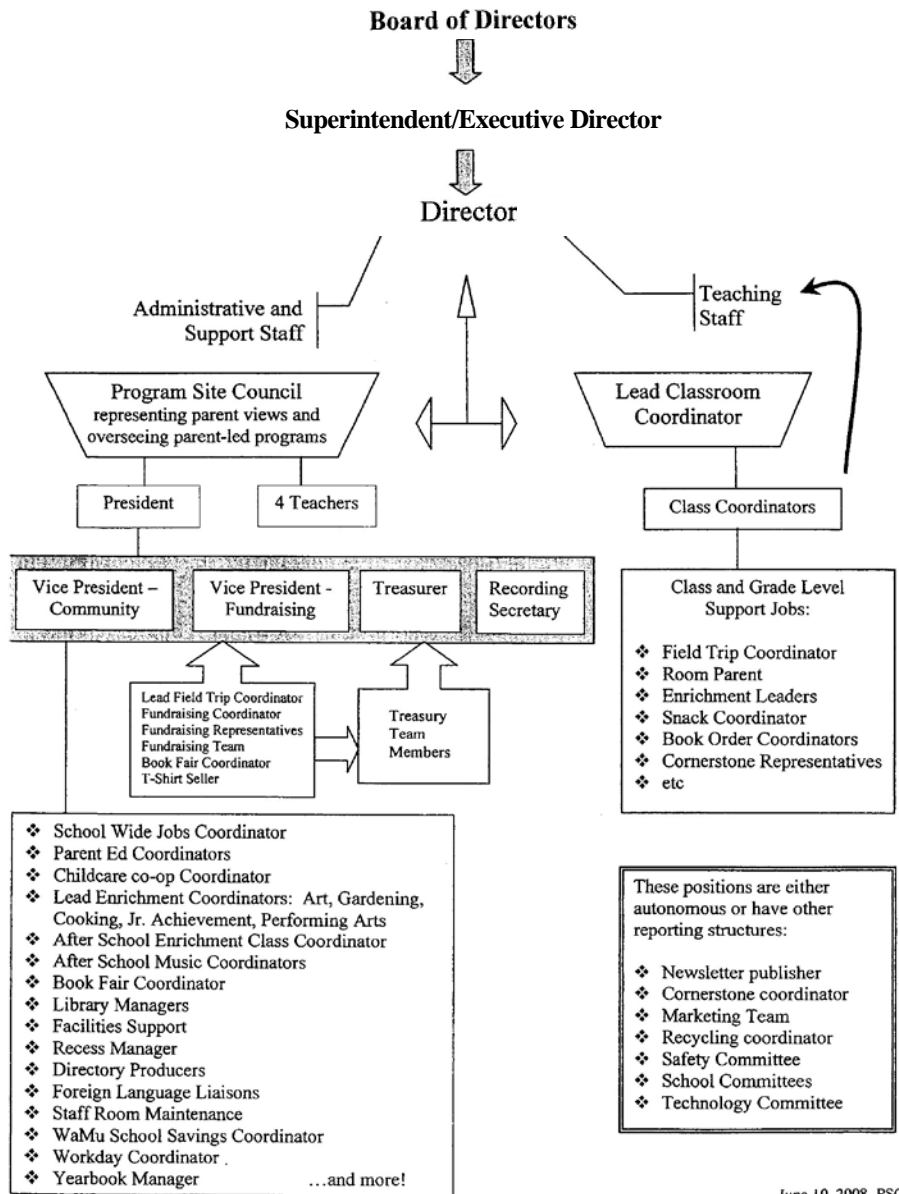 Board of Directors
Superintendent/Executive Director
Director
Administrative and
Support Staff
Teaching
Staff
Program Site Council
representing parent views and
overseeing parent-led programs
Lead Classroom
Coordinator
President
4 Teachers
Class Coordinators
Vice President –
Community
Vice President -
Fundraising
Treasurer
Recording
Secretary
Class and Grade Level
Support Jobs:
❖ Field Trip Coordinator
❖ Room Parent
❖ Enrichment Leaders
❖ Snack Coordinator
❖ Book Order Coordinators
❖ Cornerstone Representatives
❖ etc
Lead Field Trip Coordinator
Fundraising Coordinator
Fundraising Representatives
Fundraising Team
Book Fair Coordinator
T-Shirt Seller
Treasury
Team
Members
❖ School Wide Jobs Coordinator
❖ Parent Ed Coordinators
❖ Childcare co-op Coordinator
❖ Lead Enrichment Coordinators: Art, Gardening,
Cooking, Jr. Achievement, Performing Arts
❖ After School Enrichment Class Coordinator
❖ After School Music Coordinators
❖ Book Fair Coordinator
❖ Library Managers
❖ Facilities Support
❖ Recess Manager
❖ Directory Producers
❖ Foreign Language Liaisons
❖ Staff Room Maintenance
❖ WaMu School Savings Coordinator
❖ Workday Coordinator
❖ Yearbook Manager …and more!
These positions are either
autonomous or have other
reporting structures:
❖ Newsletter publisher
❖ Cornerstone coordinator
❖ Marketing Team
❖ Recycling coordinator
❖ Safety Committee
❖ School Committees
❖ Technology Committee
2008